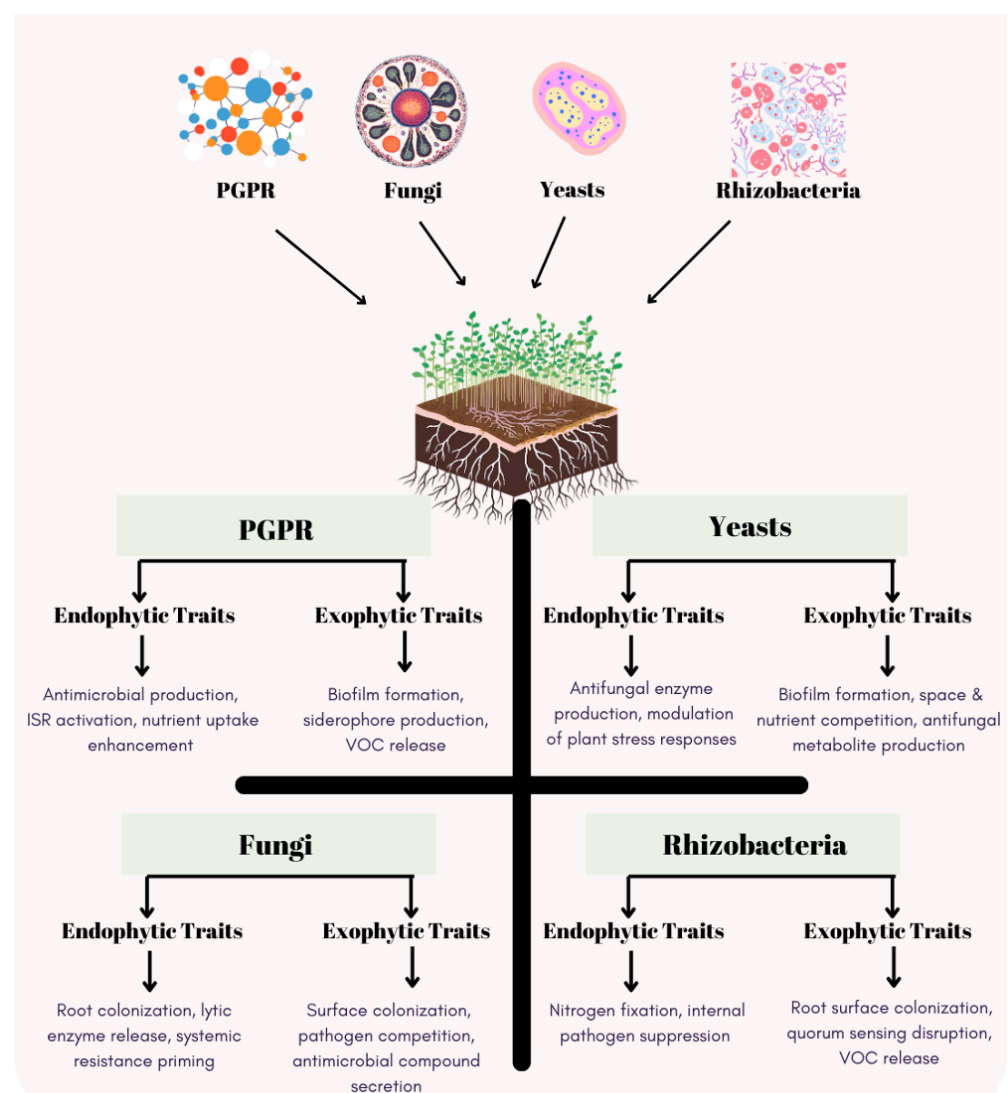 PGPR
Fungi
Yeasts
Rhizobacteria
PGPR
Endophytic Traits
Exophytic Traits
Antimicrobial production,
ISR activation, nutrient uptake
enhancement
Biofilm formation,
siderophore production,
VOC release
Yeasts
Endophytic Traits
Exophytic Traits
Antifungal enzyme
production, modulation
of plant stress responses
Biofilm formation, space &
nutrient competition, antifungal
metabolite production
Fungi
Endophytic Traits
Exophytic Traits
Root colonization, lytic
enzyme release, systemic
resistance priming
Surface colonization,
pathogen competition,
antimicrobial compound
secretion
Rhizobacteria
Endophytic Traits
Exophytic Traits
Nitrogen fixation, internal
pathogen suppression
Root surface colonization,
quorum sensing disruption,
VOC release